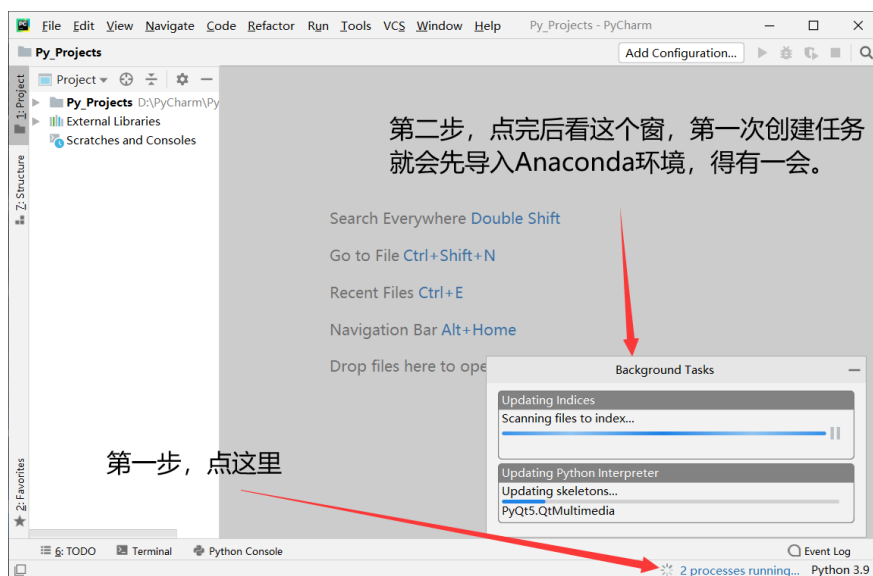 File Edit View Navigate Code Refactor Run Tools VCS Window Help Py_Projects - PyCharm
Py_Projects
Add Configuration...
1: Project
Project
Py_Projects D:\PyCharm\Py
External Libraries
Scratches and Consoles
第二步，点完后看这个窗，第一次创建任务
就会先导入Anaconda环境，得有一会。
7: Structure
Search Everywhere Double Shift
Go to File Ctrl+Shift+N
Recent Files Ctrl+E
Navigation Bar Alt+Home
Drop files here to ope
Background Tasks
Updating Indices
Scanning files to index...
Updating Python Interpreter
Updating skeletons...
PyQt5.QtMultimedia
第一步，点这里
2: Favorites
6: TODO Terminal Python Console Event Log
2 processes running... Python 3.9